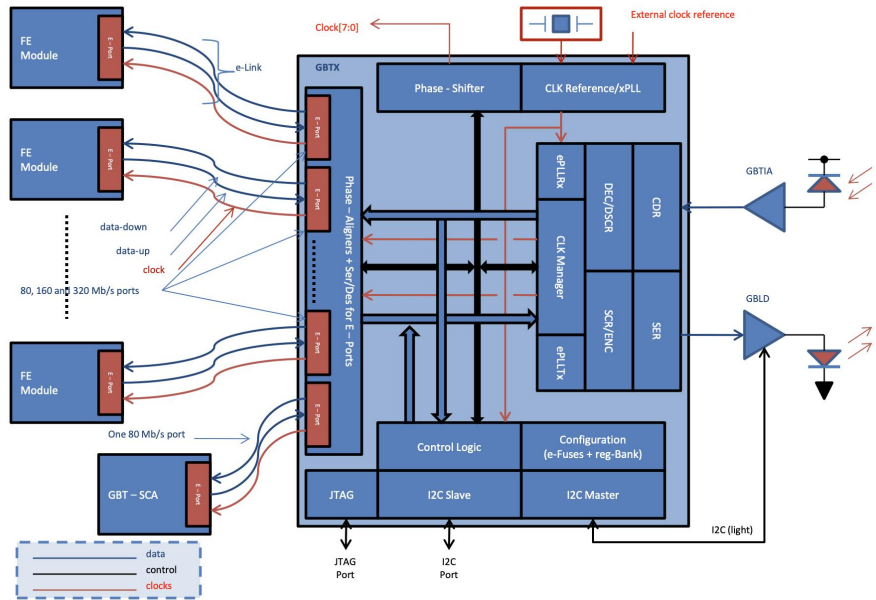 Clock[7:0]
External clock reference
FE
Module
E – Port
e-Link
GBTX
Phase - Shifter
CLK Reference/xPLL
E – Port
FE
Module
E – Port
E – Port
Phase – Aligners + Ser/Des for E – Ports
ePLLRx
DEC/DSCR
CDR
GBTIA
data-down
data-up
clock
CLK Manager
80, 160 and 320 Mb/s ports
GBLD
FE
Module
E – Port
E – Port
ePLLTx
SCR/ENC
SER
E – Port
One 80 Mb/s port
Control Logic
Configuration
(e-Fuses + reg-Bank)
GBT – SCA
E – Port
JTAG
I2C Slave
I2C Master
I2C (light)
JTAG
Port
I2C
Port
data
control
clocks